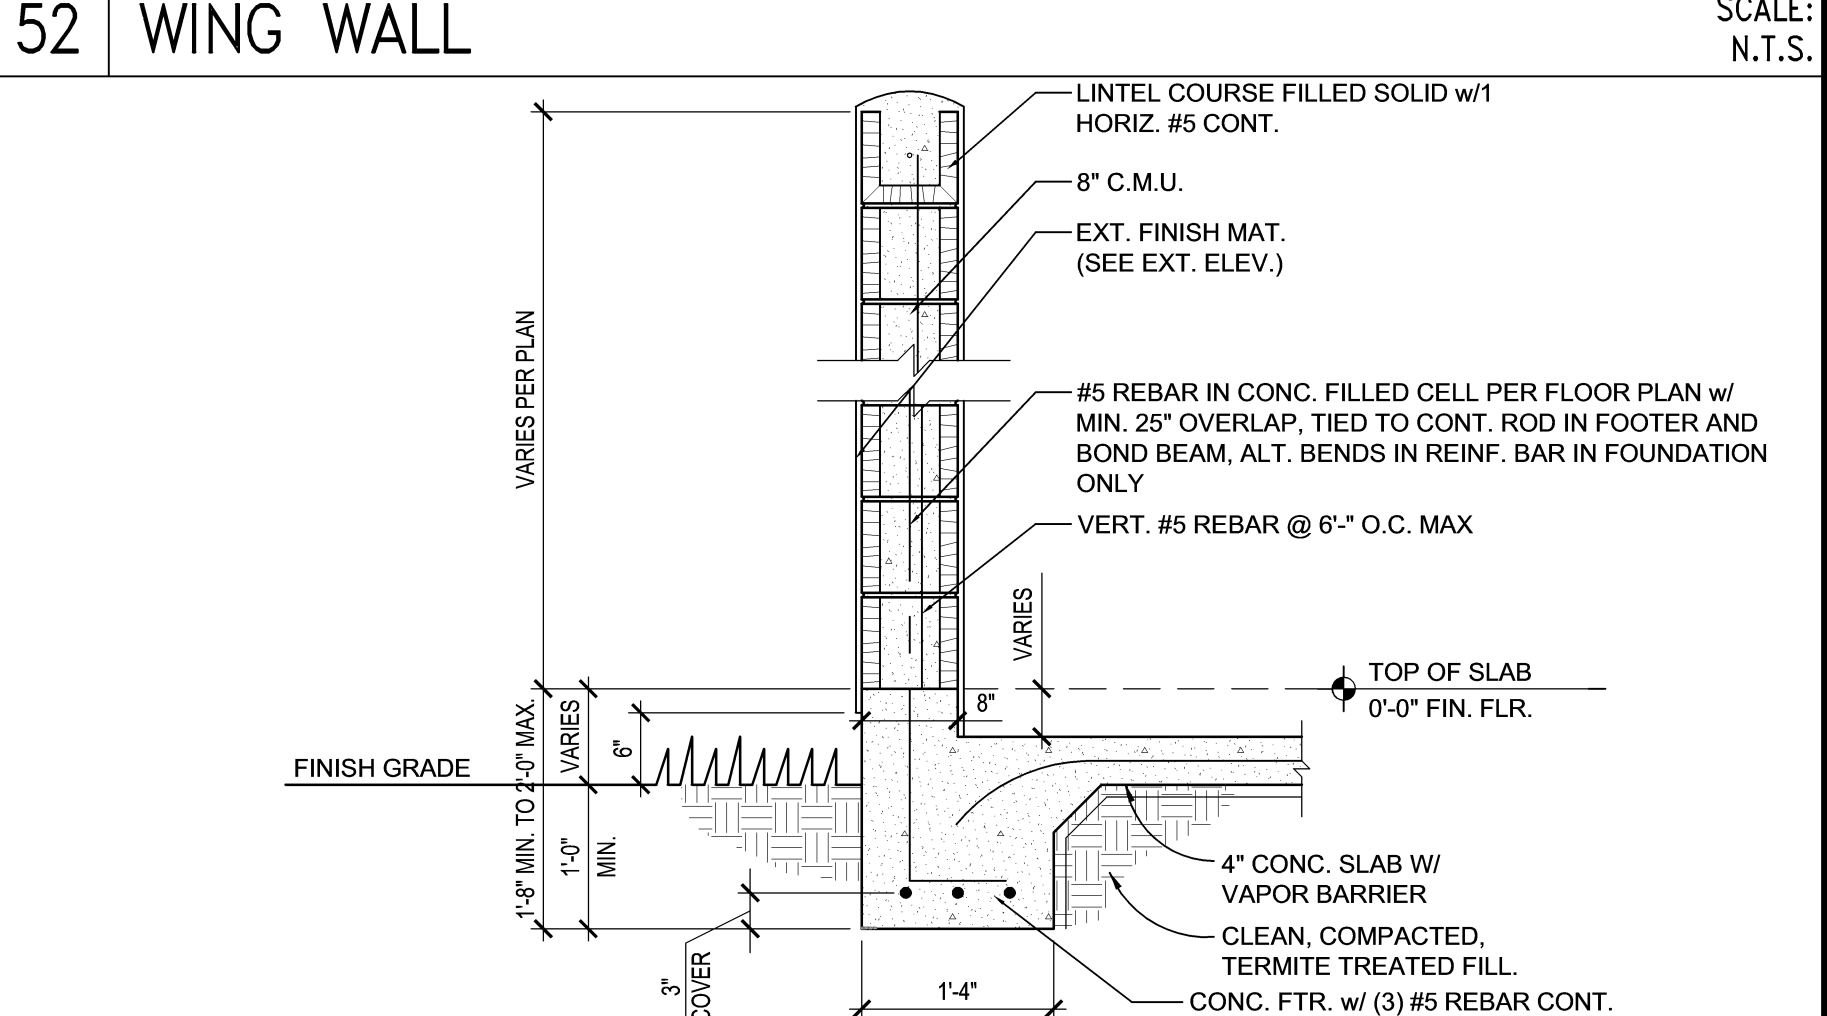 52 WING WALL
SCALE:
N.T.S.
LINTEL COURSE FILLED SOLID w/1
HORIZ. #5 CONT.
8" C.M.U.
EXT. FINISH MAT.
(SEE EXT. ELEV.)
VARIES PER PLAN
#5 REBAR IN CONC. FILLED CELL PER FLOOR PLAN w/
MIN. 25" OVERLAP, TIED TO CONT. ROD IN FOOTER AND
BOND BEAM, ALT. BENDS IN REINF. BAR IN FOUNDATION
ONLY
VERT. #5 REBAR @ 6'-" O.C. MAX
VARIES
TOP OF SLAB
0'-0" FIN. FLR.
8"
1'-8" MIN. TO 2'-0" MAX.
VARIES
6"
FINISH GRADE
1'-0"
MIN.
4" CONC. SLAB W/
VAPOR BARRIER
CLEAN, COMPACTED,
TERMITE TREATED FILL.
3"
COVER
1'-4"
CONC. FTR. w/ (3) #5 REBAR CONT.